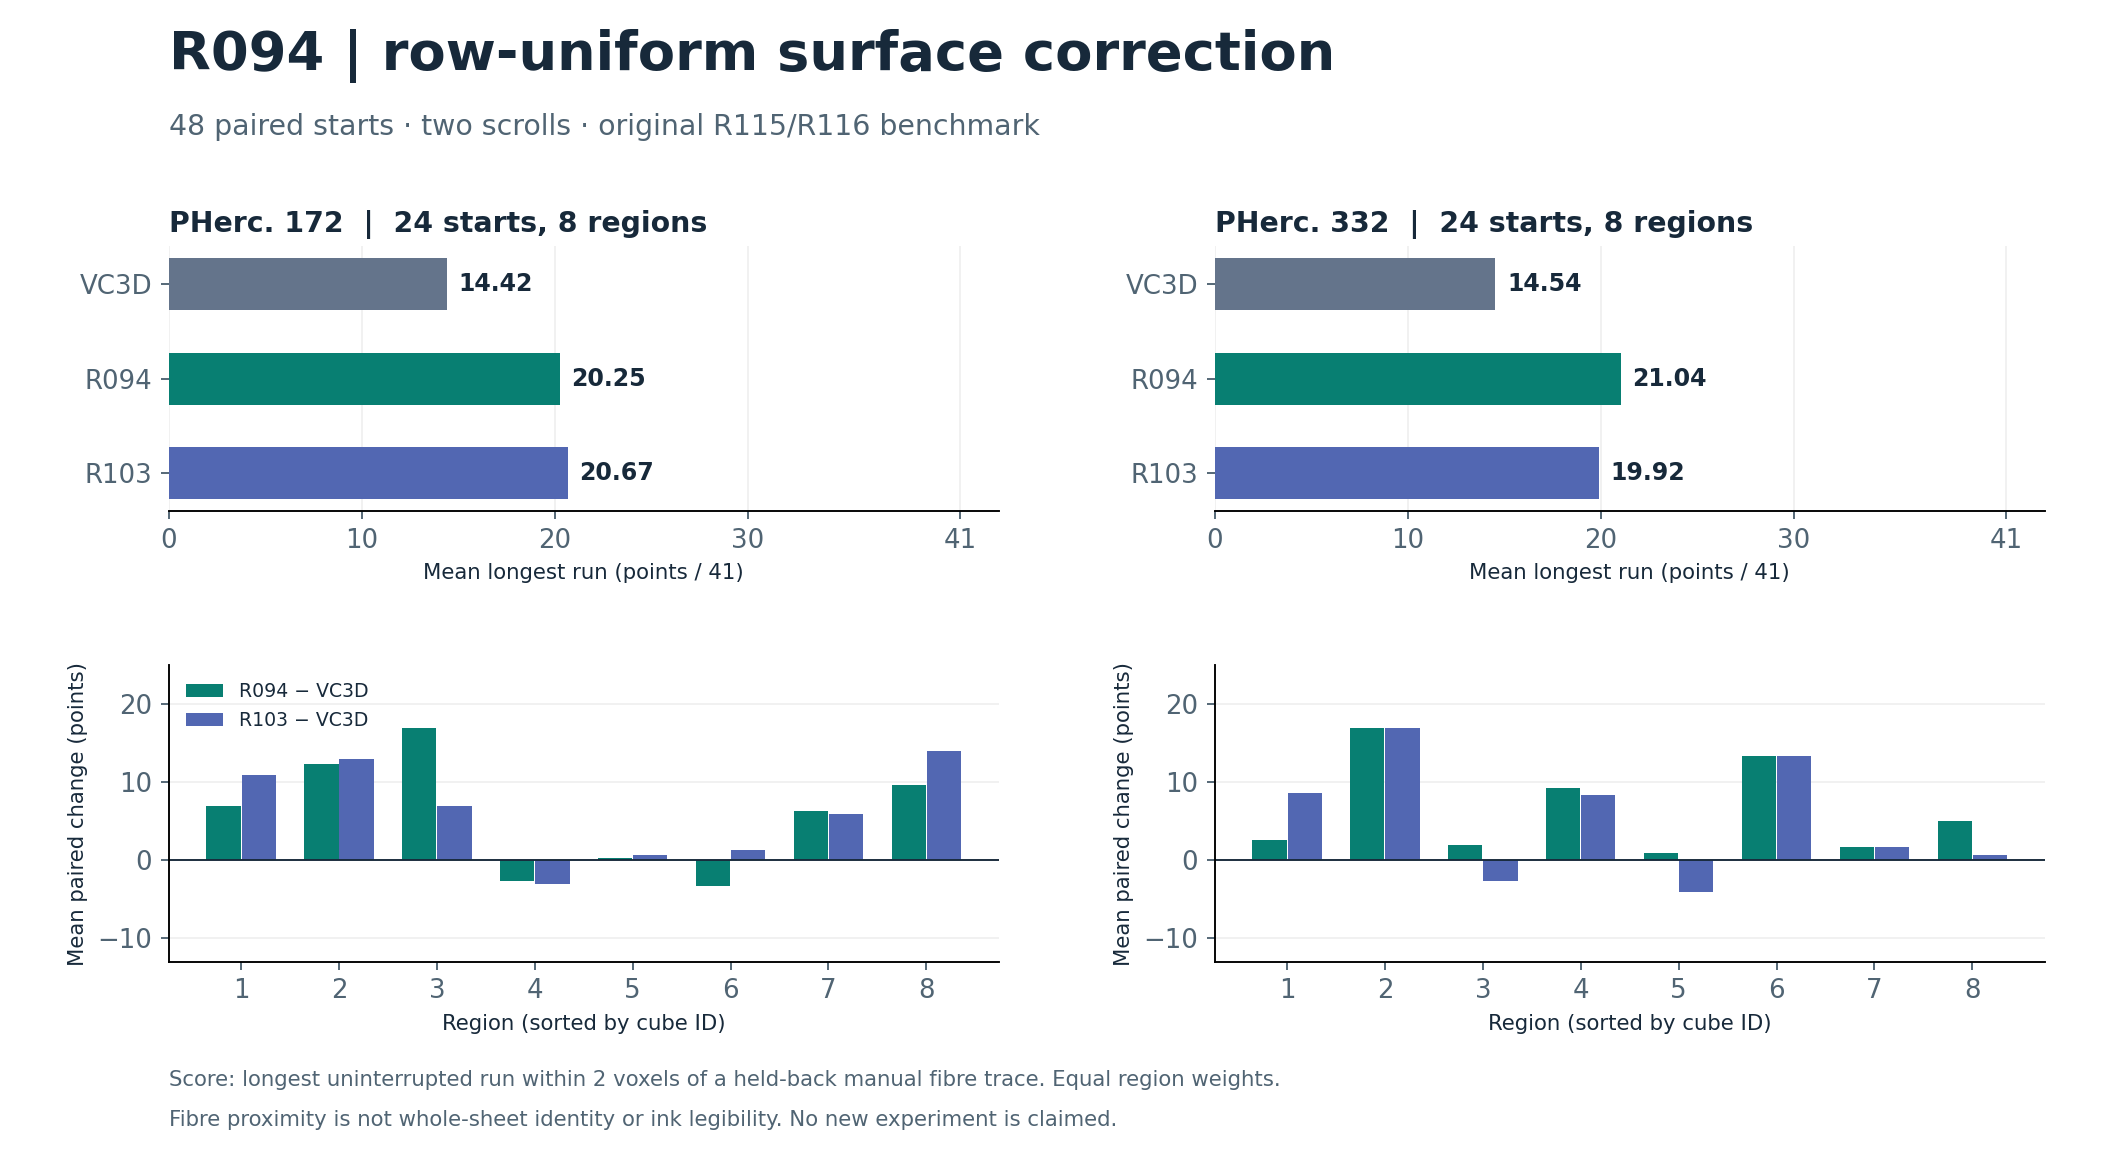 R094 | row-uniform surface correction
48 paired starts · two scrolls · original R115/R116 benchmark
PHerc. 172 | 24 starts, 8 regions
VC3D
14.42
R094
20.25
R103
20.67
0 10 20 30 41
Mean longest run (points / 41)
PHerc. 332 | 24 starts, 8 regions
VC3D
14.54
R094
21.04
R103
19.92
0 10 20 30 41
Mean longest run (points / 41)
Mean paired change (points)
R094 − VC3D
R103 − VC3D
20
10
0
−10
1 2 3 4 5 6 7 8
Region (sorted by cube ID)
Mean paired change (points)
20
10
0
−10
1 2 3 4 5 6 7 8
Region (sorted by cube ID)
Score: longest uninterrupted run within 2 voxels of a held-back manual fibre trace. Equal region weights.
Fibre proximity is not whole-sheet identity or ink legibility. No new experiment is claimed.